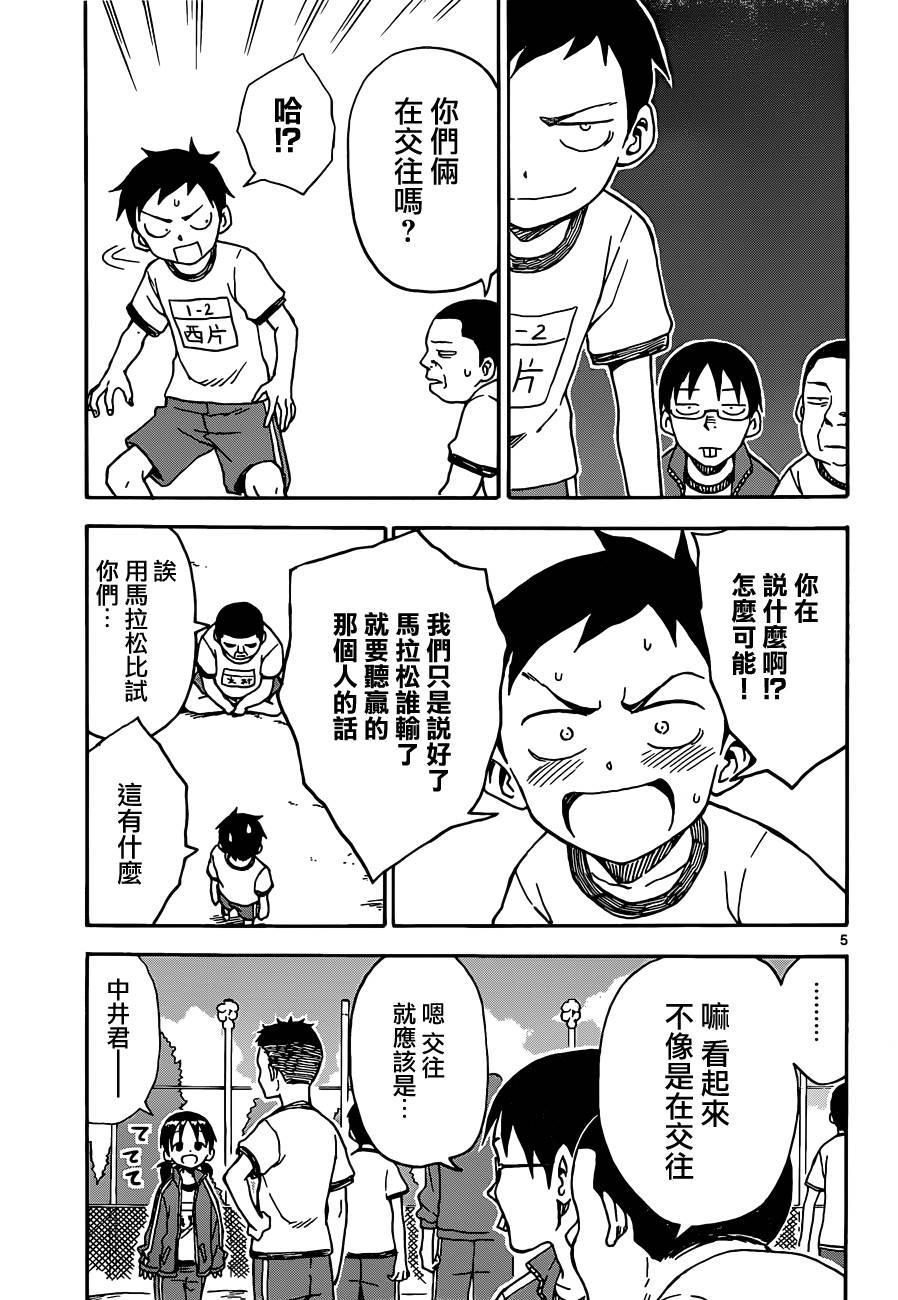 -2
片
你們倆
在交往嗎？
哈!?
1-2
西片
你在
說什麼啊!?
怎麼可能！
我們只是說好了
馬拉松誰輸了
就要聽贏的
那個人的話
誒
用馬拉松比試
你們…
這有什麼
5
………
嘛 看起來
不像是在交往
嗯 交往
就應該是…
中井君——
ててて